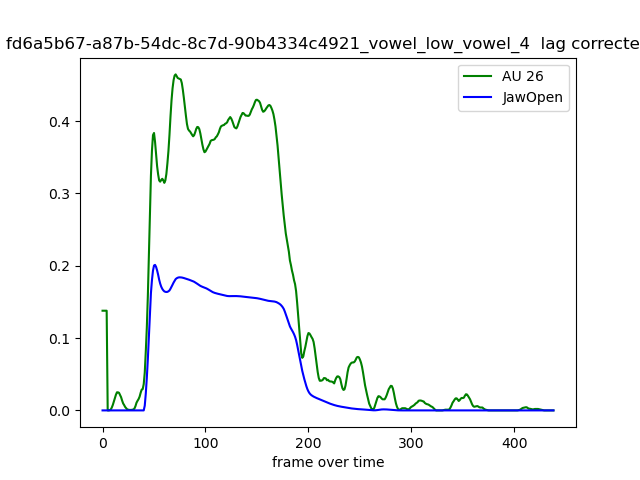 fd6a5b67-a87b-54dc-8c7d-90b4334c4921_vowel_low_vowel_4 lag correcte
AU 26
JawOpen
0.4
0.3
0.2
0.1
0.0
0 100 200 300 400
frame over time